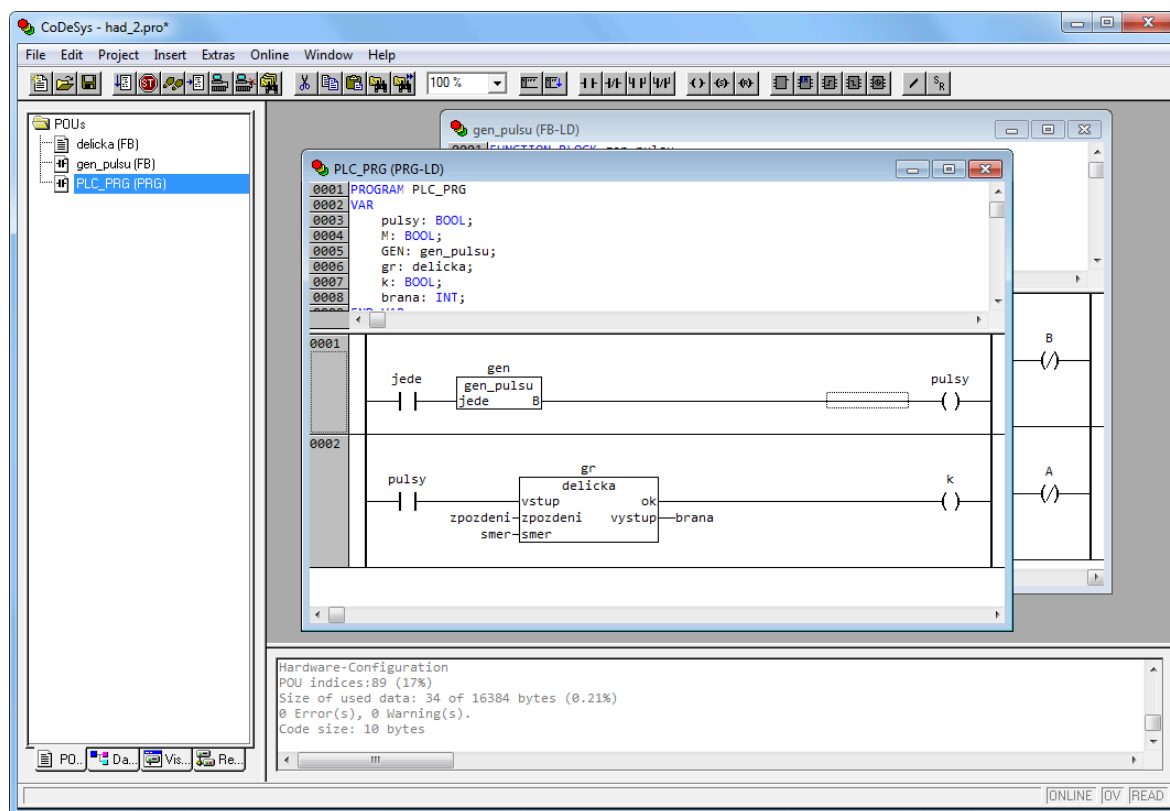 CoDeSys - had_2.pro*
File Edit Project Insert Extras Online Window Help
100 %
POUs
delicka (FB)
gen_pulsu (FB)
PLC_PRG (PRG)
gen_pulsu (FB-LD)
0001 FUNCTION_BLOCK gen_pulsu
PLC_PRG (PRG-LD)
0001 PROGRAM PLC_PRG
0002 VAR
0003 pulsy: BOOL;
0004 M: BOOL;
0005 GEN: gen_pulsu;
0006 gr: delicka;
0007 k: BOOL;
0008 brana: INT;
0009 END_VAR
0001
B
gen
jede gen_pulsu pulsy
jede B
0002
gr
pulsy delicka k
A
vstup ok
zpozdeni zpozdeni vystup brana
smer smer
Hardware-Configuration
POU indices:89 (17%)
Size of used data: 34 of 16384 bytes (0.21%)
0 Error(s), 0 Warning(s).
Code size: 10 bytes
PO... Da... Vis... Re...
ONLINE OV READ